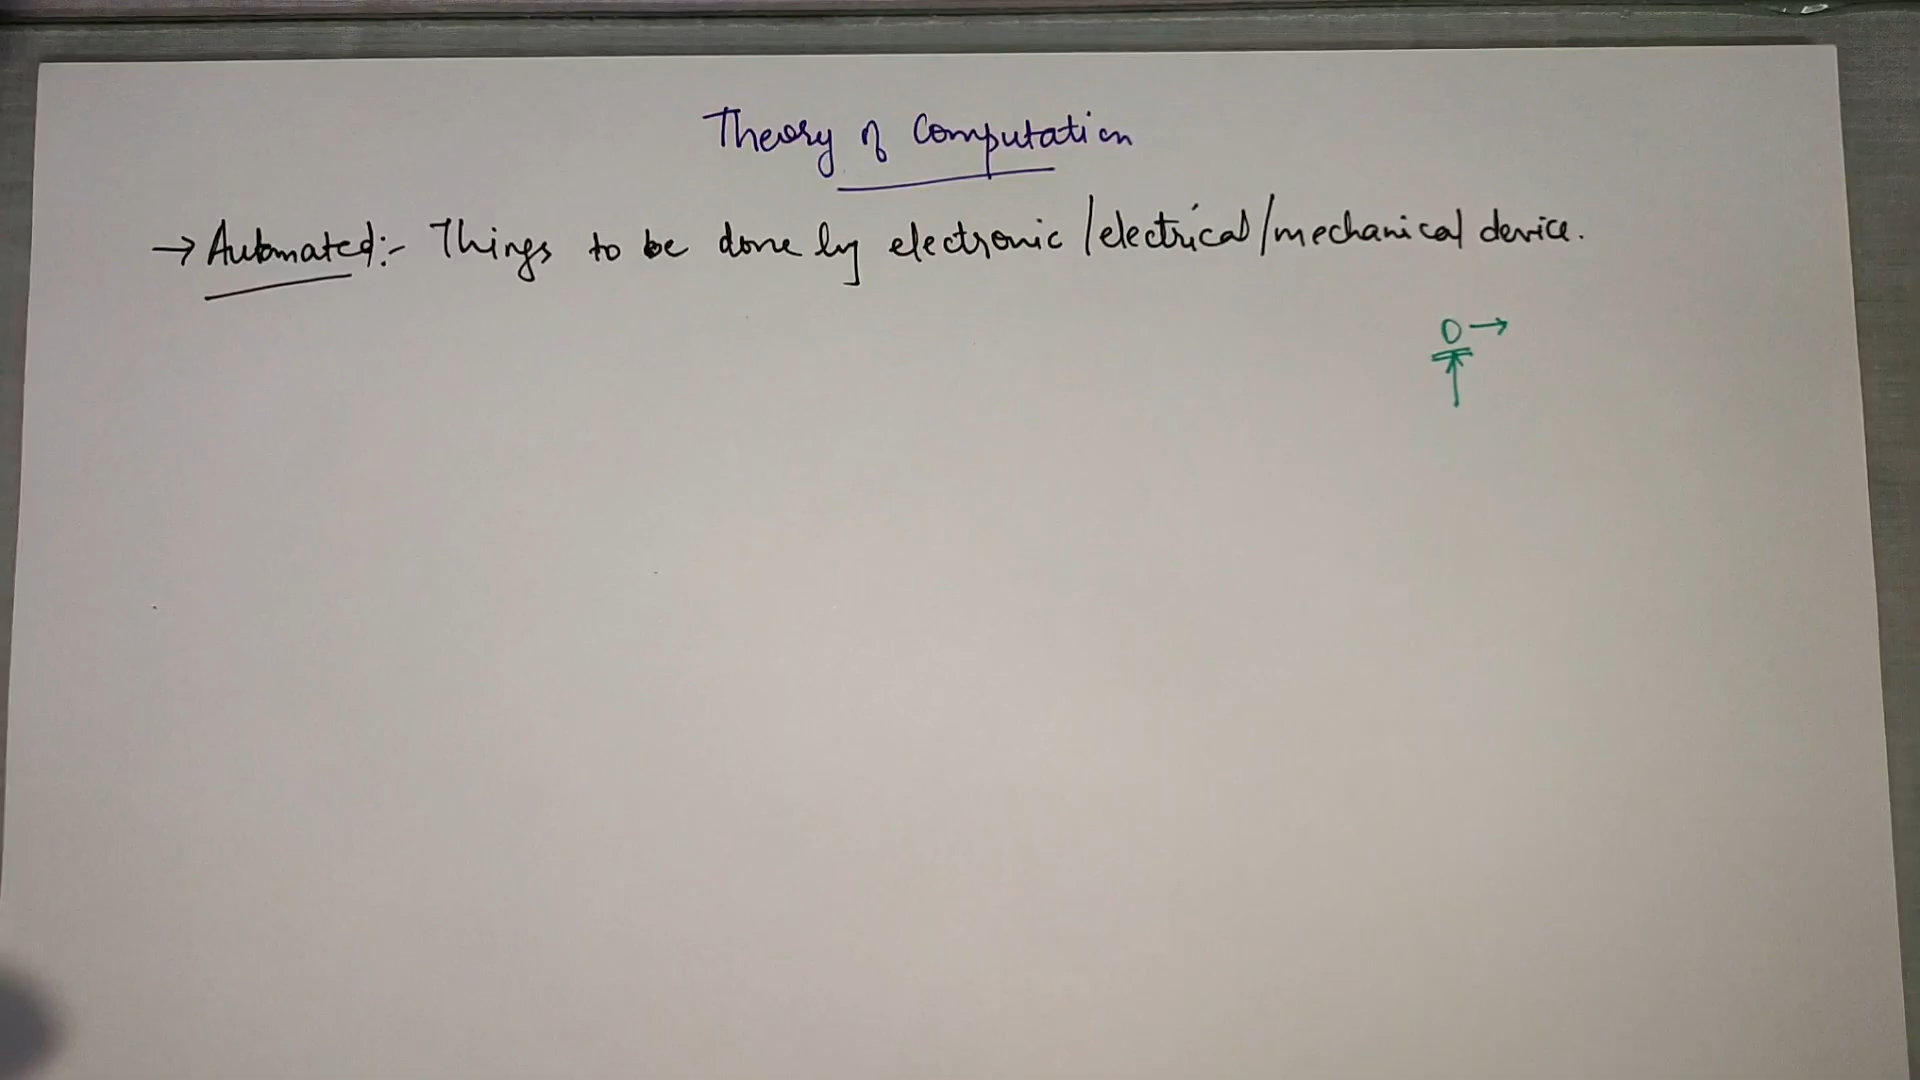 Theory of Computation
→ Automated:- Things to be done by electronic /electrical/mechanical device.
0 →
↑